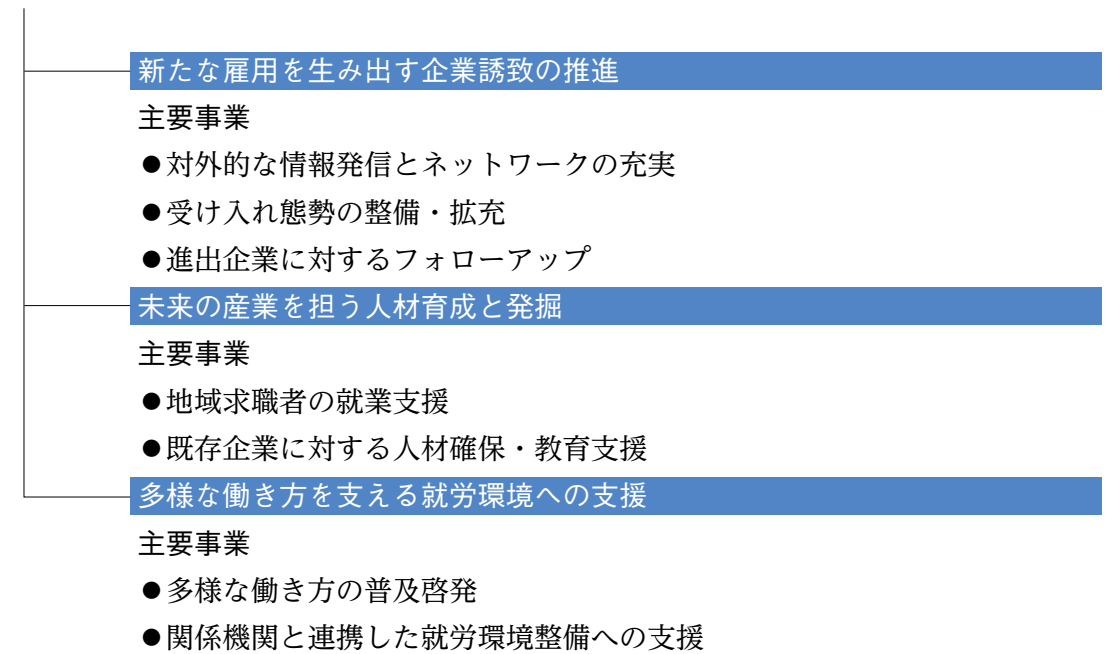 新たな雇用を生み出す企業誘致の推進
主要事業
●対外的な情報発信とネットワークの充実
●受け入れ態勢の整備・拡充
●進出企業に対するフォローアップ
未来の産業を担う人材育成と発掘
主要事業
●地域求職者の就業支援
●既存企業に対する人材確保・教育支援
多様な働き方を支える就労環境への支援
主要事業
●多様な働き方の普及啓発
●関係機関と連携した就労環境整備への支援